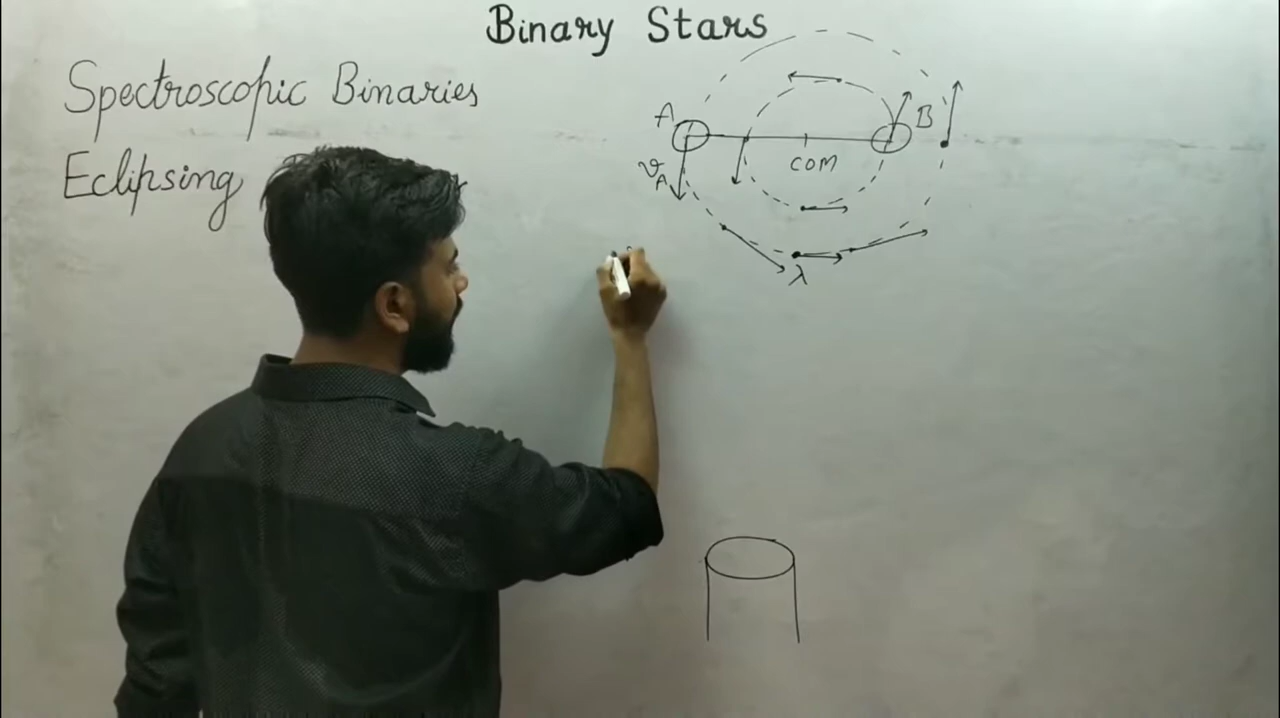 Binary Stars
Spectroscopic Binaries
Eclipsing
A
B
COM
v_A
λ